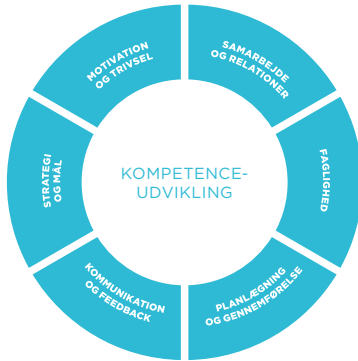 MOTIVATION
OG TRIVSEL
SAMARBEJDE
OG RELATIONER
FAGLIGHED
PLANLÆGNING
OG GENNEMFØRELSE
KOMMUNIKATION
OG FEEDBACK
STRATEGI
OG MÅL
KOMPETENCE-
UDVIKLING